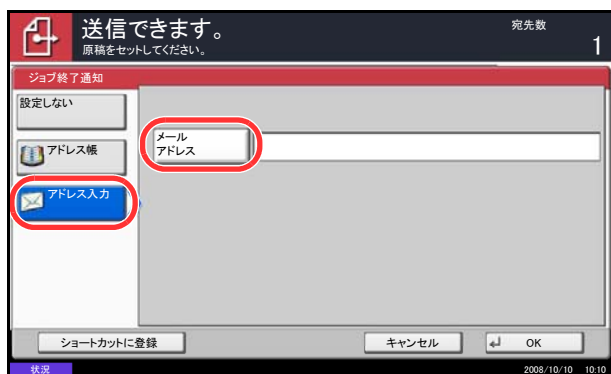 送信できます。
原稿をセットしてください。
宛先数
1
ジョブ終了通知
設定しない
アドレス帳
アドレス入力
メール
アドレス
ショートカットに登録
キャンセル
OK
状況
2008/10/10 10:10